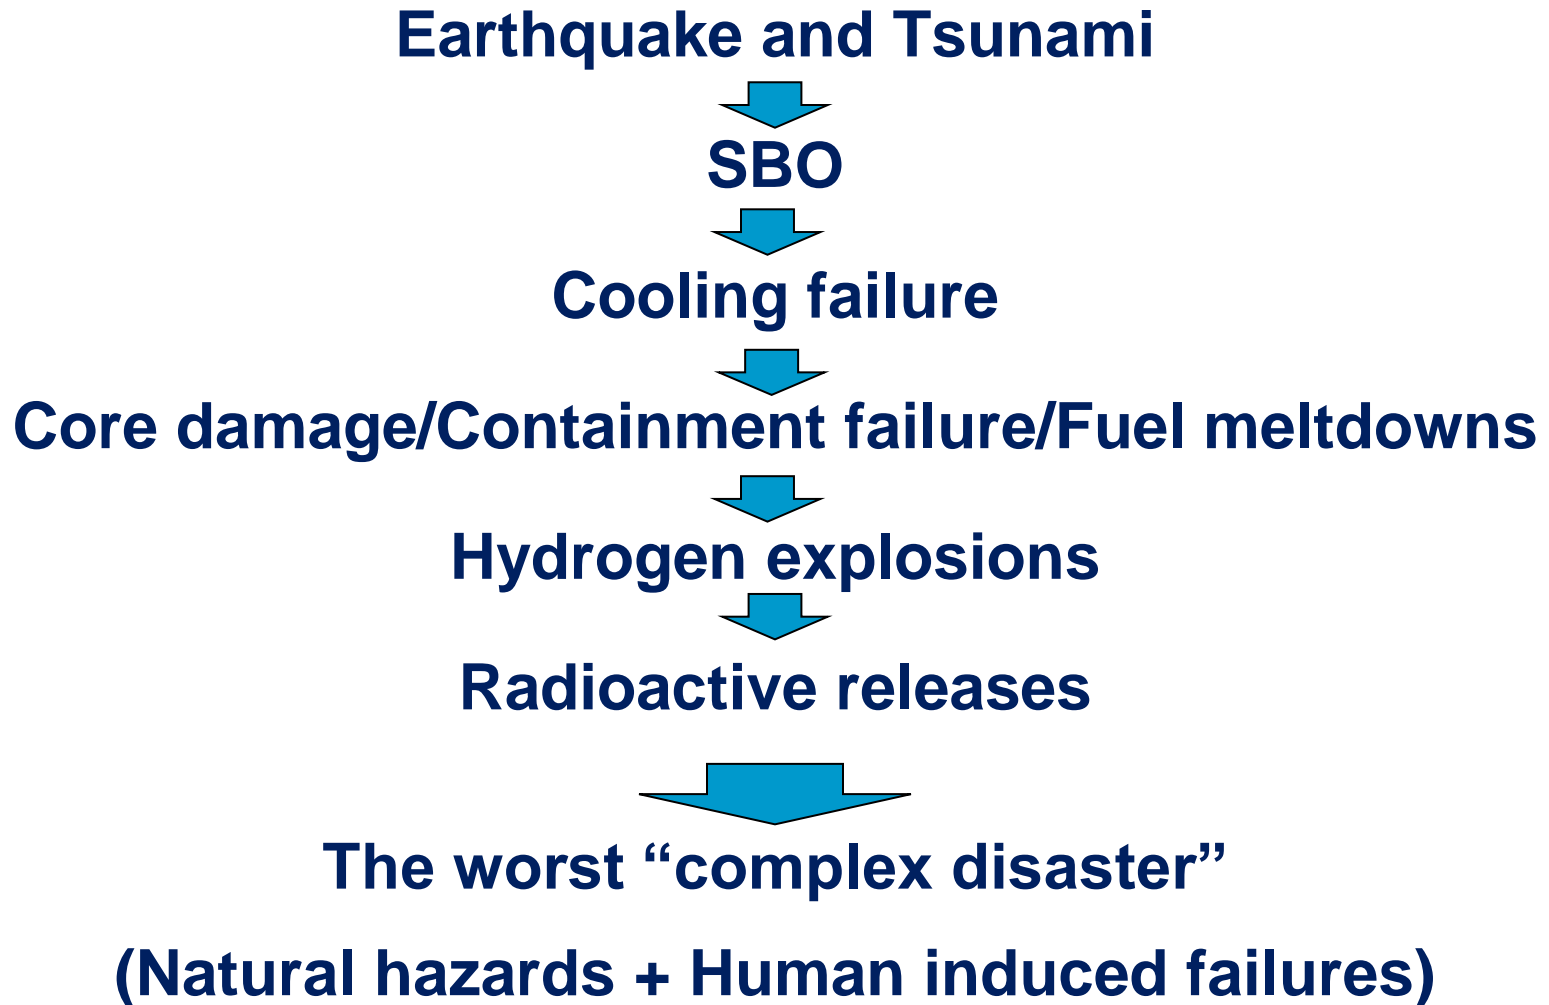 Earthquake and Tsunami
SBO
Cooling failure
Core damage/Containment failure/Fuel meltdowns
Hydrogen explosions
Radioactive releases
The worst “complex disaster”
(Natural hazards + Human induced failures)